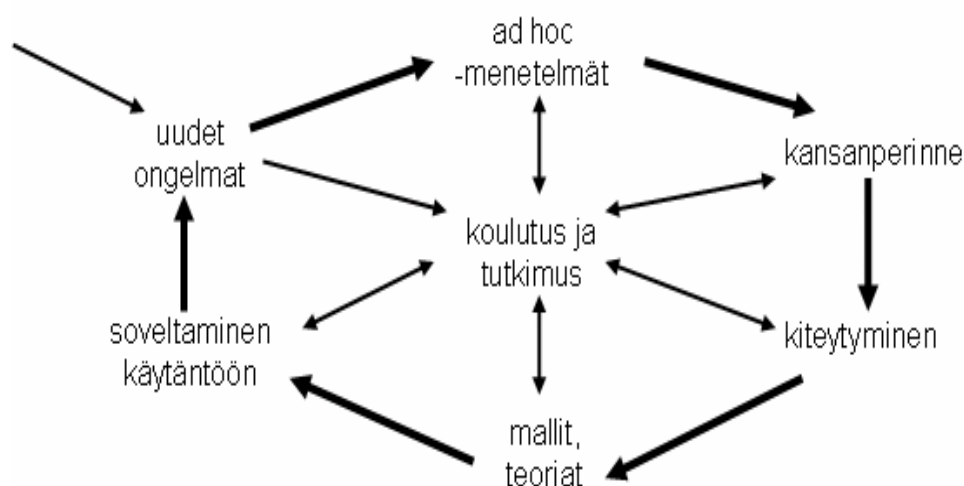 ad hoc
-menetelmät
uudet
ongelmat
kansanperinne
koulutus ja
tutkimus
soveltaminen
käytäntöön
kiteytyminen
mallit,
teoriat